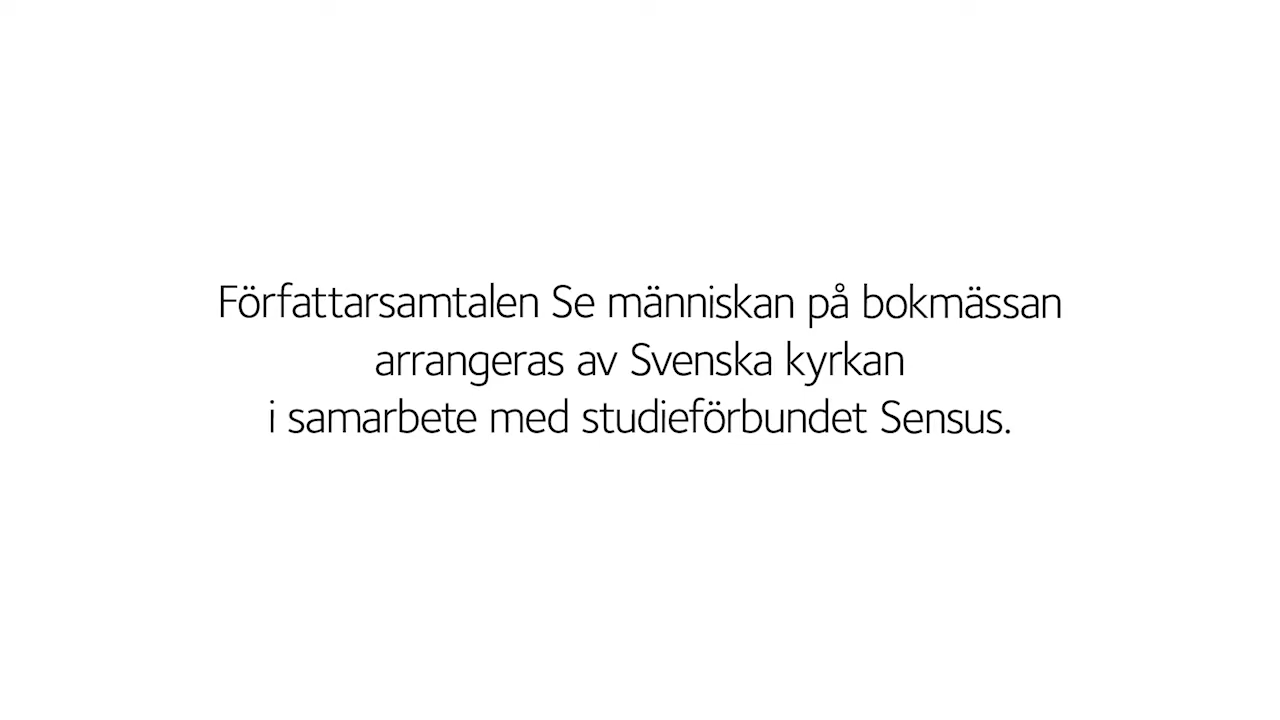 Författarsamtalen Se människan på bokmässan
arrangeras av Svenska kyrkan
i samarbete med studieförbundet Sensus.